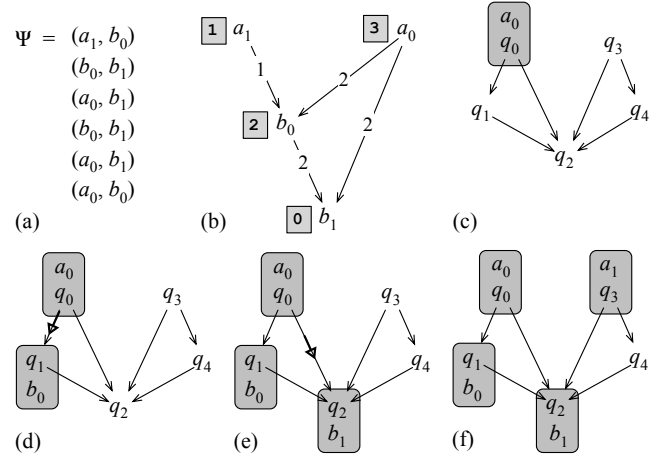 Ψ = (a₁, b₀)
(b₀, b₁)
(a₀, b₁)
(b₀, b₁)
(a₀, b₁)
(a₀, b₀)
(a)
1 a₁
3 a₀
1
2
2 b₀
2
2
0 b₁
(b)
a₀
q₀
q₃
q₁
q₄
q₂
(c)
a₀
q₀
q₃
q₁
b₀
q₄
q₂
(d)
a₀
q₀
q₃
q₁
b₀
q₄
q₂
b₁
(e)
a₀
q₀
a₁
q₃
q₁
b₀
q₄
q₂
b₁
(f)